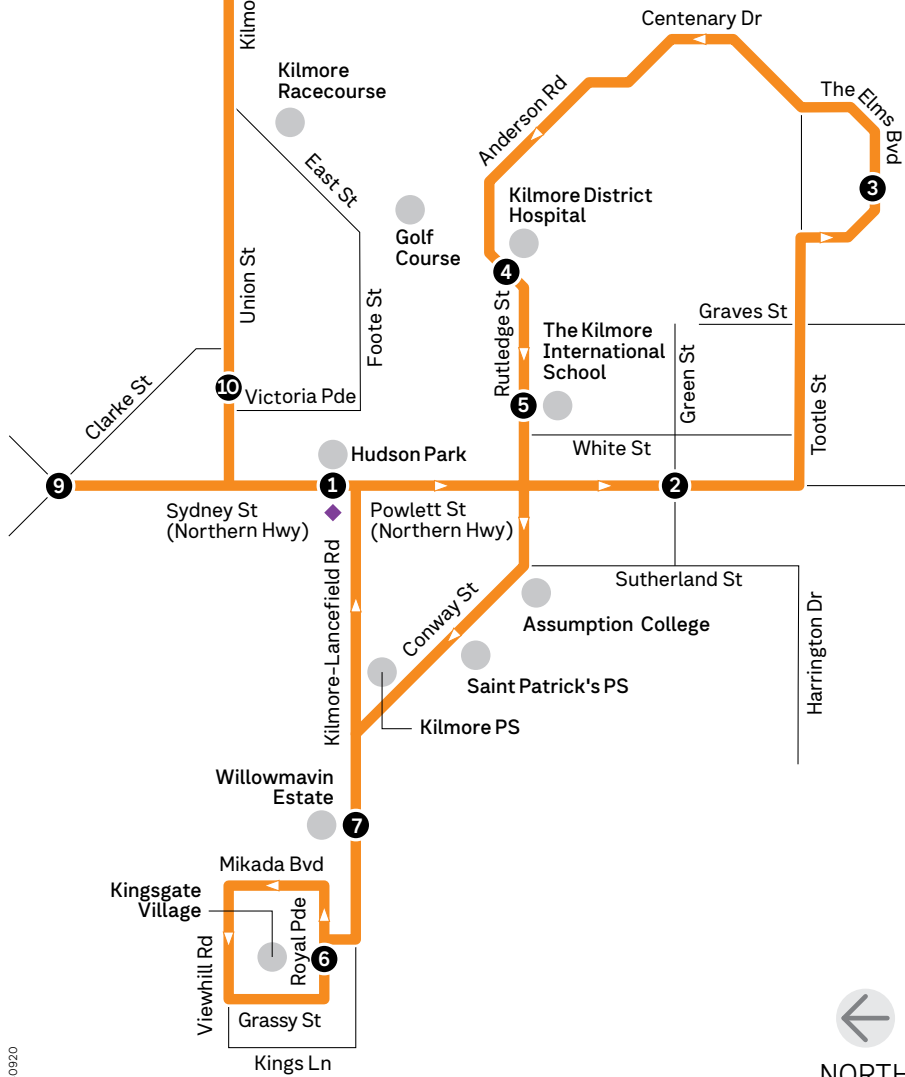 Kilmo
Centenary Dr
Kilmore
Racecourse
The Elms Bvd
Anderson Rd
East St
3
Kilmore District
Hospital
Golf
Course
4
Union St
Foote St
Rutledge St
Graves St
The Kilmore
International
School
Green St
Clarke St
10
Victoria Pde
5
Tootle St
White St
Hudson Park
9
1
2
Sydney St
(Northern Hwy)
Powlett St
(Northern Hwy)
Kilmore-Lancefield Rd
Sutherland St
Conway St
Assumption College
Harrington Dr
Saint Patrick's PS
Kilmore PS
Willowmavin
Estate
7
Mikada Bvd
Kingsgate
Village
Royal Pde
6
Viewhill Rd
Grassy St
Kings Ln
NORTH
0920